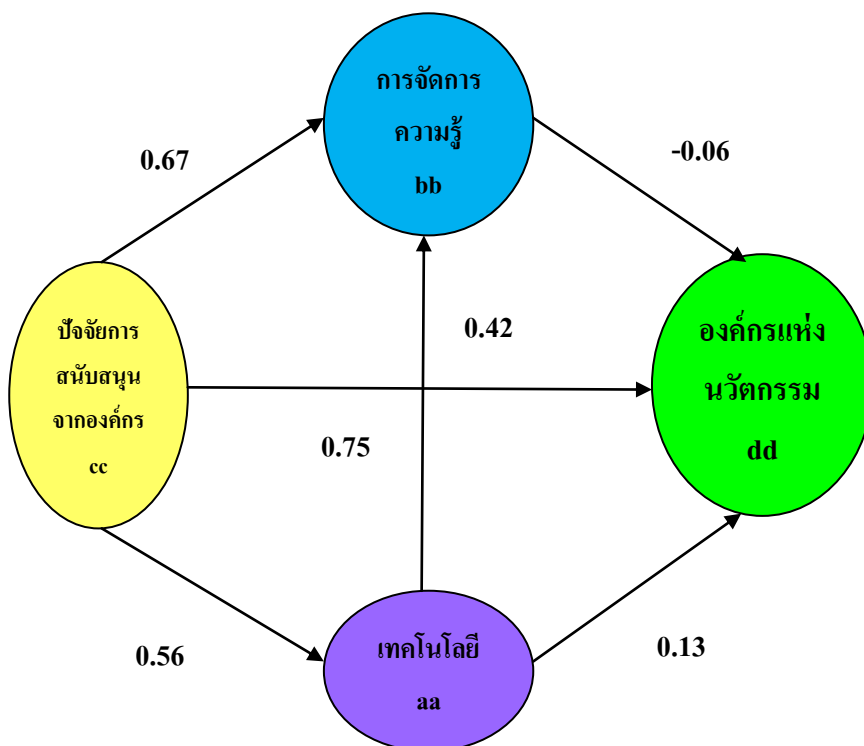 การจัดการ
ความรู้
bb
0.67
-0.06
ปัจจัยการ
สนับสนุน
จากองค์กร
cc
0.42
องค์กรแห่ง
นวัตกรรม
dd
0.75
เทคโนโลยี
aa
0.56
0.13